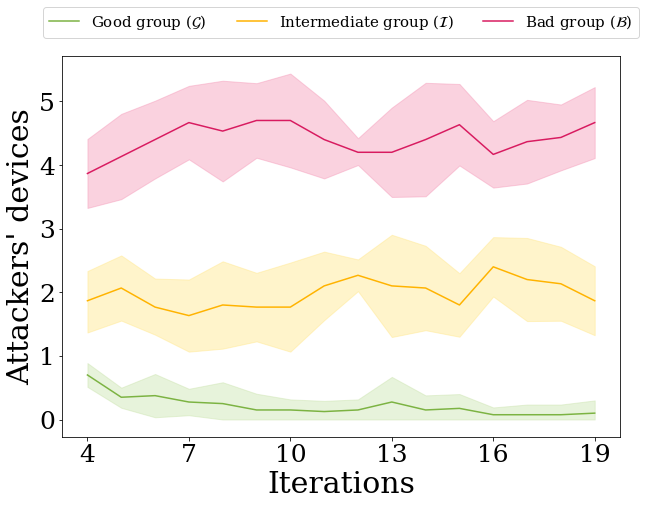 Good group (𝒢) Intermediate group (ℐ) Bad group (ℬ)
Attackers' devices
5
4
3
2
1
0
4 7 10 13 16 19
Iterations